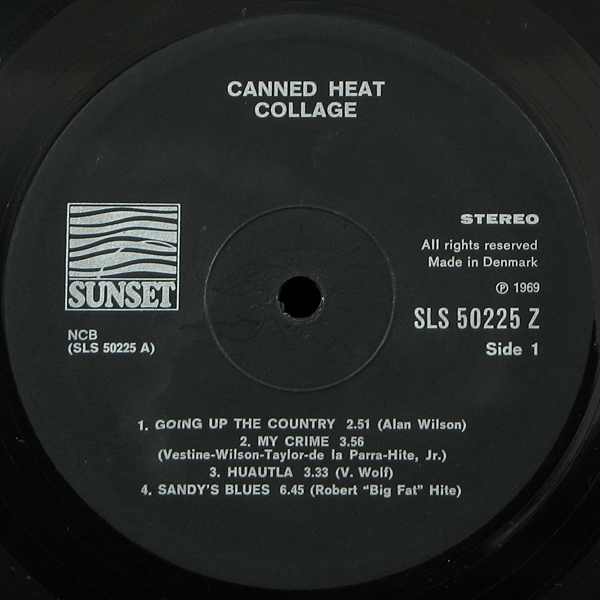 CANNED HEAT
COLLAGE
SUNSET
STEREO
All rights reserved
Made in Denmark
℗ 1969
NCB
(SLS 50225 A)
SLS 50225 Z
Side 1
1. GOING UP THE COUNTRY 2.51 (Alan Wilson)
2. MY CRIME 3.56
(Vestine-Wilson-Taylor-de la Parra-Hite, Jr.)
3. HUAUTLA 3.33 (V. Wolf)
4. SANDY'S BLUES 6.45 (Robert "Big Fat" Hite)